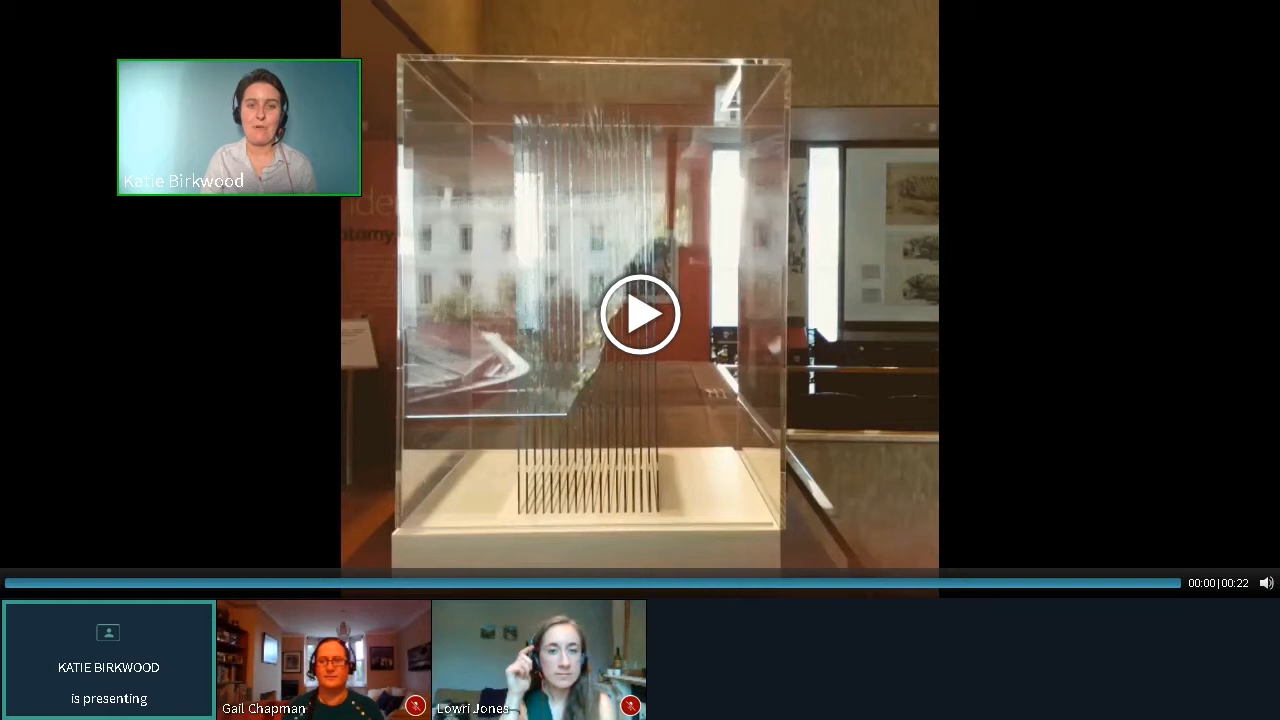 Katie Birkwood
00:00|00:22
KATIE BIRKWOOD
is presenting
Gail Chapman
Lowri Jones